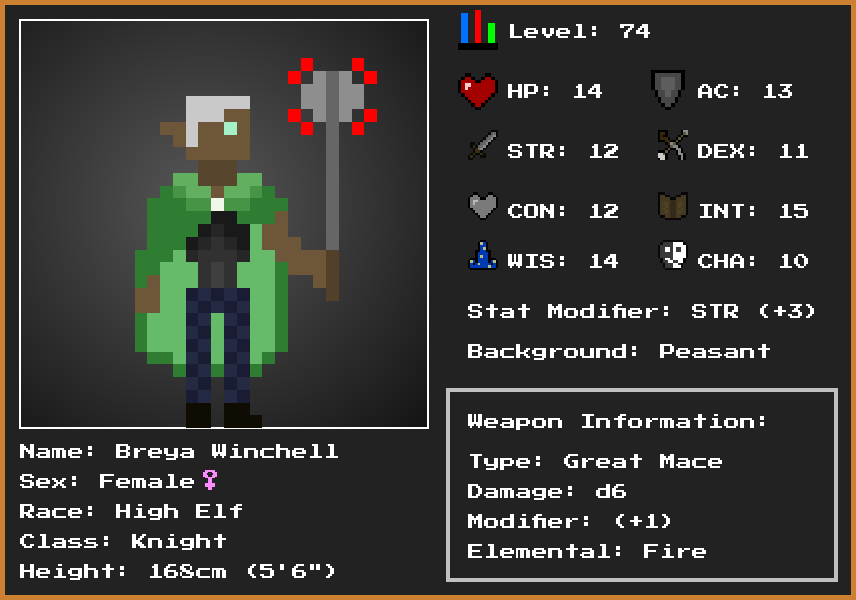 Level: 74
HP: 14
AC: 13
STR: 12
DEX: 11
CON: 12
INT: 15
WIS: 14
CHA: 10
Stat Modifier: STR (+3)
Background: Peasant
Weapon Information:
Type: Great Mace
Damage: d6
Modifier: (+1)
Elemental: Fire
Name: Breya Winchell
Sex: Female♀
Race: High Elf
Class: Knight
Height: 168cm (5'6")